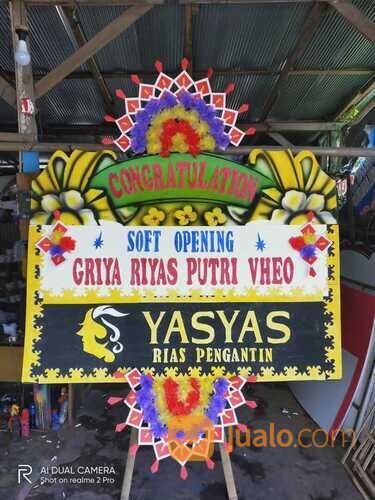 CONGRATULATION
SOFT OPENING
GRIYA RIYAS PUTRI VHEO
YASYAS
RIAS PENGANTIN
jualo.com
AI DUAL CAMERA
Shot on realme 2 Pro